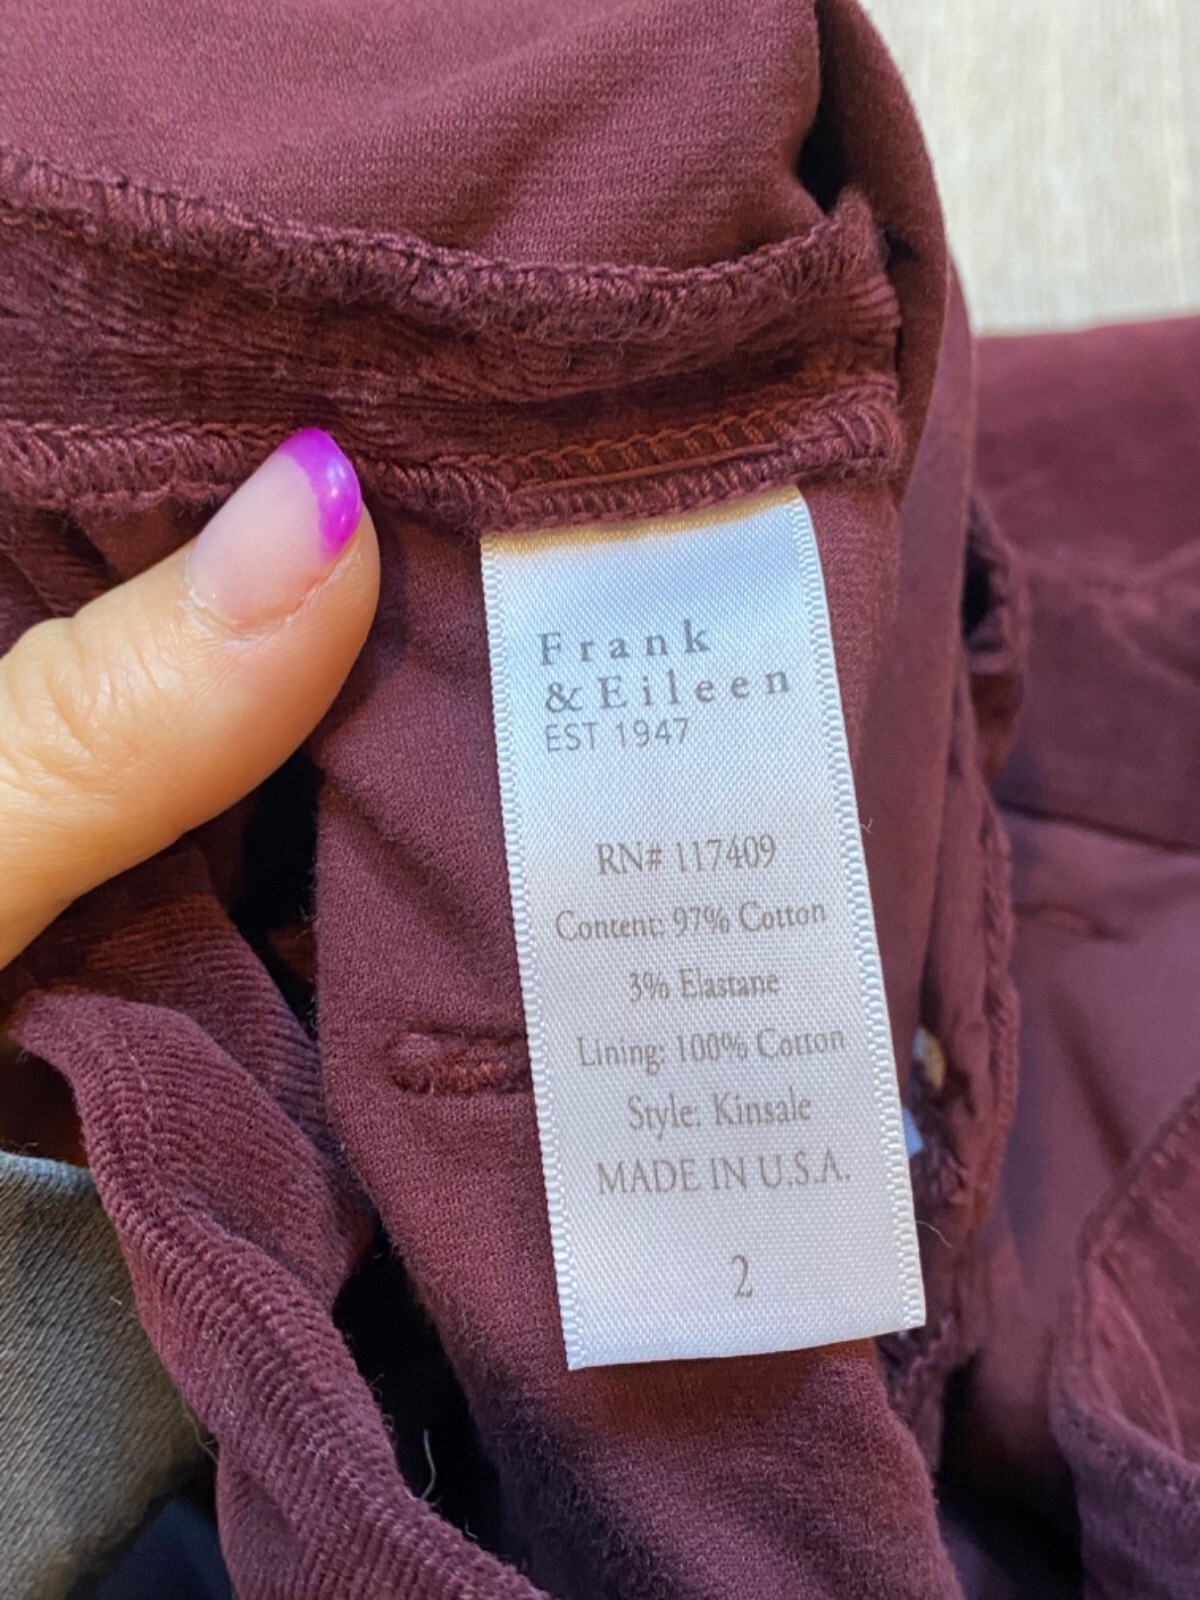 Frank
&Eileen
EST 1947
RN# 117409
Content: 97% Cotton
3% Elastane
Lining: 100% Cotton
Style: Kinsale
MADE IN U.S.A.
2